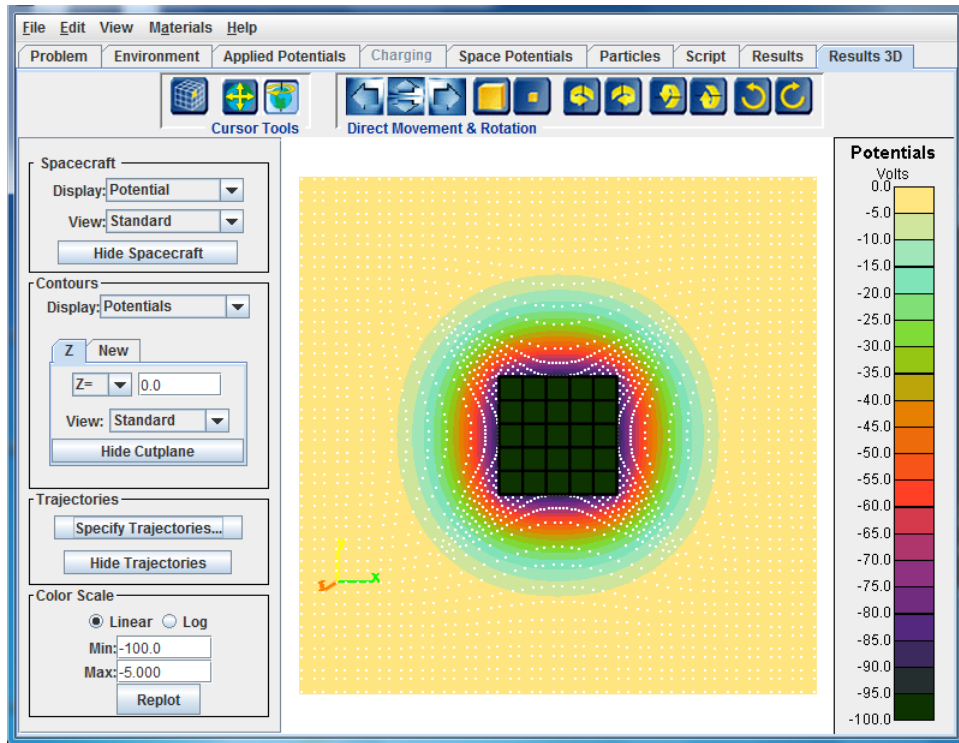 File Edit View Materials Help
Problem Environment Applied Potentials Charging Space Potentials Particles Script Results Results 3D
Cursor Tools Direct Movement & Rotation
Spacecraft
Display: Potential
View: Standard
Hide Spacecraft
Contours
Display: Potentials
Z New
Z= 0.0
View: Standard
Hide Cutplane
Trajectories
Specify Trajectories...
Hide Trajectories
Color Scale
Linear Log
Min: -100.0
Max: -5.000
Replot
Y
X
Z
Potentials
Volts
0.0
-5.0
-10.0
-15.0
-20.0
-25.0
-30.0
-35.0
-40.0
-45.0
-50.0
-55.0
-60.0
-65.0
-70.0
-75.0
-80.0
-85.0
-90.0
-95.0
-100.0